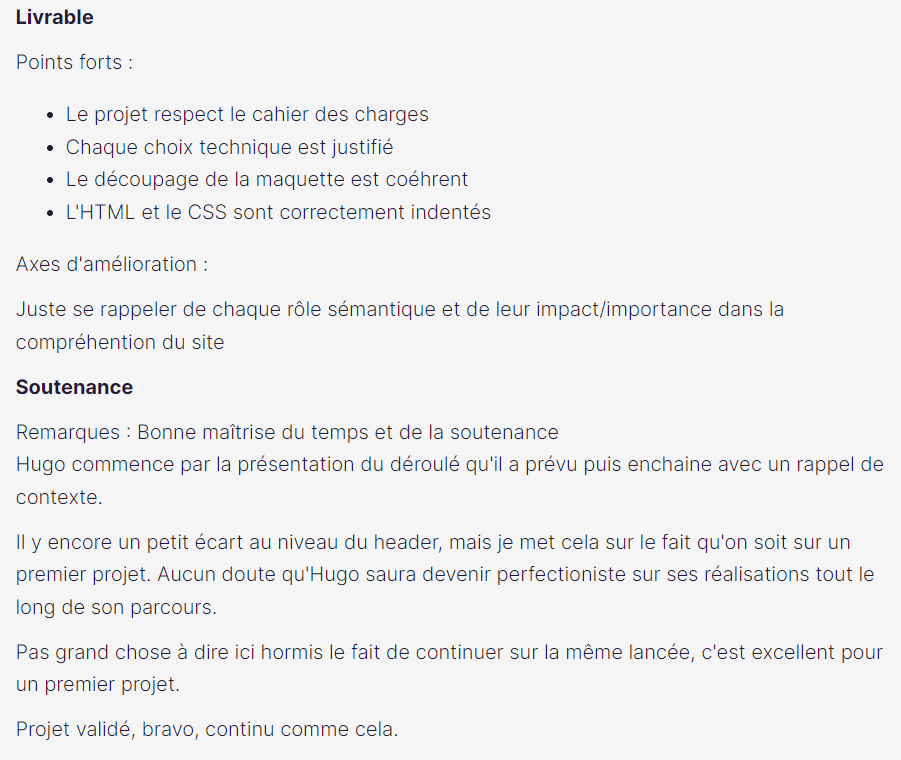 Livrable
Points forts :
• Le projet respect le cahier des charges
• Chaque choix technique est justifié
• Le découpage de la maquette est coéhrent
• L'HTML et le CSS sont correctement indentés
Axes d'amélioration :
Juste se rappeler de chaque rôle sémantique et de leur impact/importance dans la
compréhention du site
Soutenance
Remarques : Bonne maîtrise du temps et de la soutenance
Hugo commence par la présentation du déroulé qu'il a prévu puis enchaine avec un rappel de
contexte.
Il y encore un petit écart au niveau du header, mais je met cela sur le fait qu'on soit sur un
premier projet. Aucun doute qu'Hugo saura devenir perfectioniste sur ses réalisations tout le
long de son parcours.
Pas grand chose à dire ici hormis le fait de continuer sur la même lancée, c'est excellent pour
un premier projet.
Projet validé, bravo, continu comme cela.